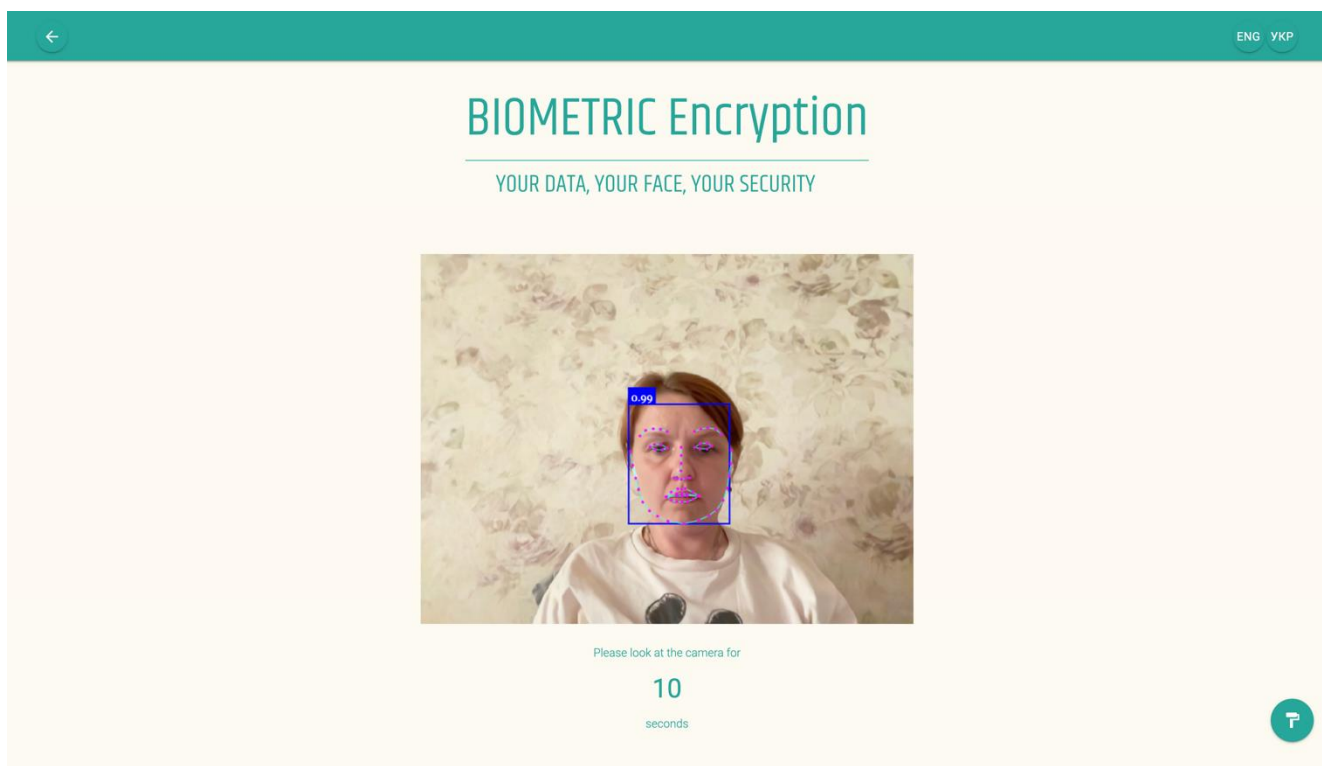 ENG УКР
BIOMETRIC Encryption
YOUR DATA, YOUR FACE, YOUR SECURITY
0.99
Please look at the camera for
10
seconds